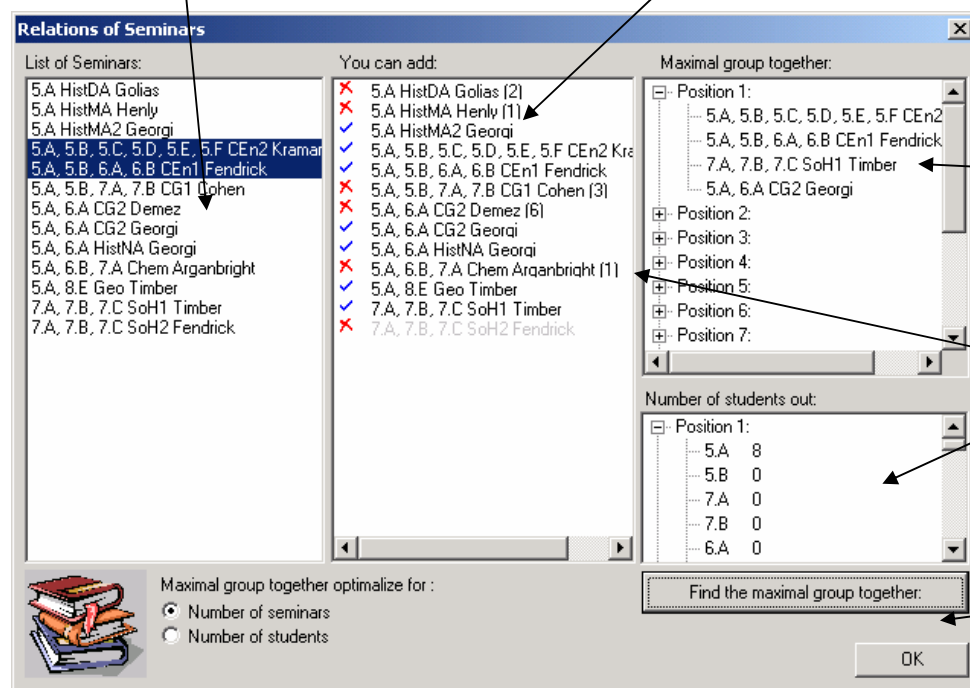 Relations of Seminars
List of Seminars:
5.A HistDA Golias
5.A HistMA Henly
5.A HistMA2 Georgi
5.A, 5.B, 5.C, 5.D, 5.E, 5.F CEn2 Kramar
5.A, 5.B, 6.A, 6.B CEn1 Fendrick
5.A, 5.B, 7.A, 7.B CG1 Cohen
5.A, 6.A CG2 Demez
5.A, 6.A CG2 Georgi
5.A, 6.A HistNA Georgi
5.A, 6.B, 7.A Chem Arganbright
5.A, 8.E Geo Timber
7.A, 7.B, 7.C SoH1 Timber
7.A, 7.B, 7.C SoH2 Fendrick
You can add:
5.A HistDA Golias (2)
5.A HistMA Henly (1)
5.A HistMA2 Georgi
5.A, 5.B, 5.C, 5.D, 5.E, 5.F CEn2 Kra
5.A, 5.B, 6.A, 6.B CEn1 Fendrick
5.A, 5.B, 7.A, 7.B CG1 Cohen (3)
5.A, 6.A CG2 Demez (6)
5.A, 6.A CG2 Georgi
5.A, 6.A HistNA Georgi
5.A, 6.B, 7.A Chem Arganbright (1)
5.A, 8.E Geo Timber
7.A, 7.B, 7.C SoH1 Timber
7.A, 7.B, 7.C SoH2 Fendrick
Maximal group together:
Position 1:
5.A, 5.B, 5.C, 5.D, 5.E, 5.F CEn2
5.A, 5.B, 6.A, 6.B CEn1 Fendrick
7.A, 7.B, 7.C SoH1 Timber
5.A, 6.A CG2 Georgi
Position 2:
Position 3:
Position 4:
Position 5:
Position 6:
Position 7:
Number of students out:
Position 1:
5.A 8
5.B 0
7.A 0
7.B 0
6.A 0
Maximal group together optimalize for :
Number of seminars
Number of students
Find the maximal group together:
OK